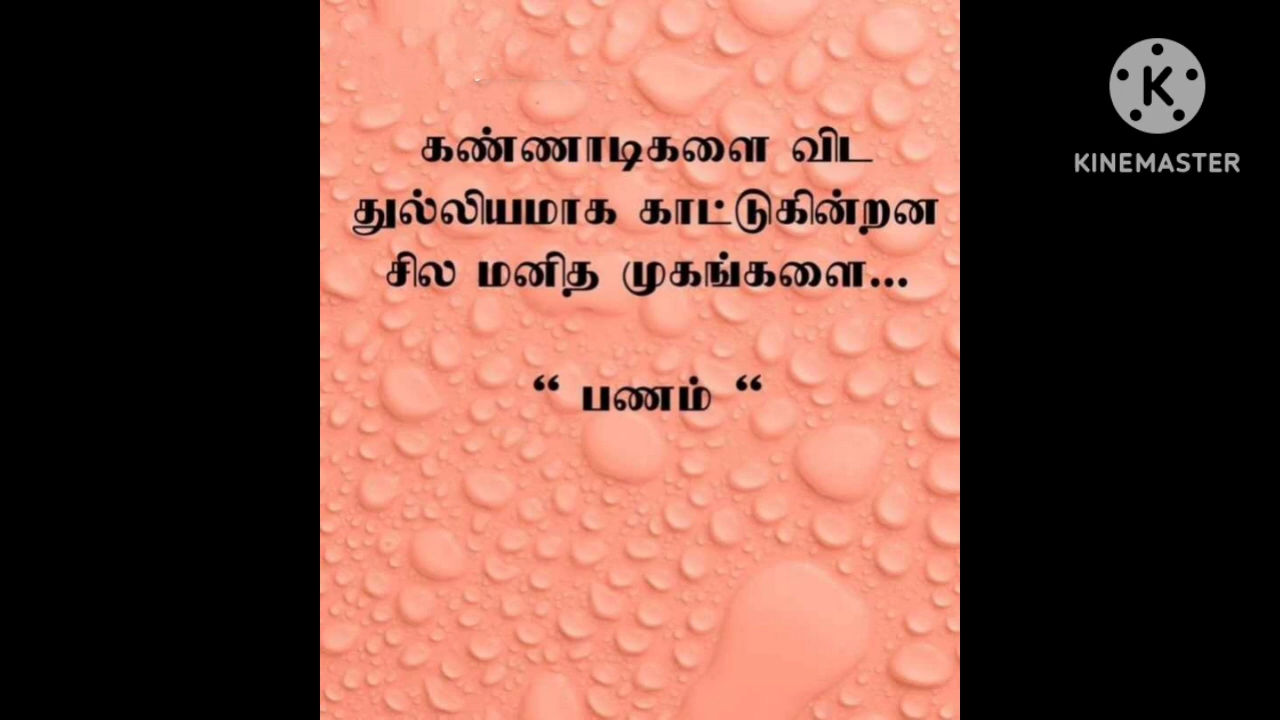 கண்ணாடிகளை விட
துல்லியமாக காட்டுகின்றன
சில மனித முகங்களை...
“ பணம் “
K
KINEMASTER